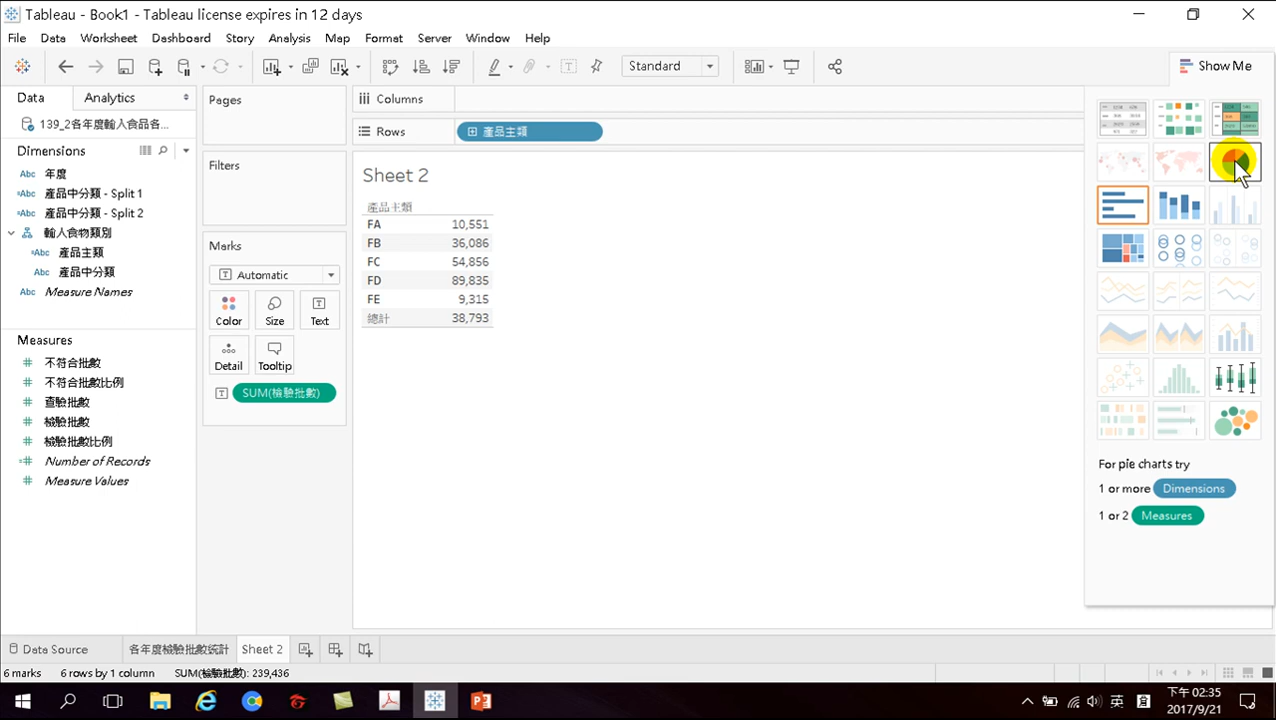 Tableau - Book1 - Tableau license expires in 12 days
File Data Worksheet Dashboard Story Analysis Map Format Server Window Help
Standard
Show Me
Data Analytics
139_2各年度輸入食品各...
Dimensions
Abc 年度
Abc 產品中分類 - Split 1
Abc 產品中分類 - Split 2
輸入食物類別
Abc 產品主類
Abc 產品中分類
Abc Measure Names
Measures
不符合批數
不符合批數比例
查驗批數
檢驗批數
檢驗批數比例
Number of Records
Measure Values
Pages
Filters
Marks
Automatic
Color Size Text
Detail Tooltip
SUM(檢驗批數)
Columns
Rows 產品主類
Sheet 2
產品主類
FA 10,551
FB 36,086
FC 54,856
FD 89,835
FE 9,315
總計 38,793
For pie charts try
1 or more Dimensions
1 or 2 Measures
Data Source 各年度檢驗批數統計 Sheet 2
6 marks 6 rows by 1 column SUM(檢驗批數): 239,436
英
下午 02:35
2017/9/21